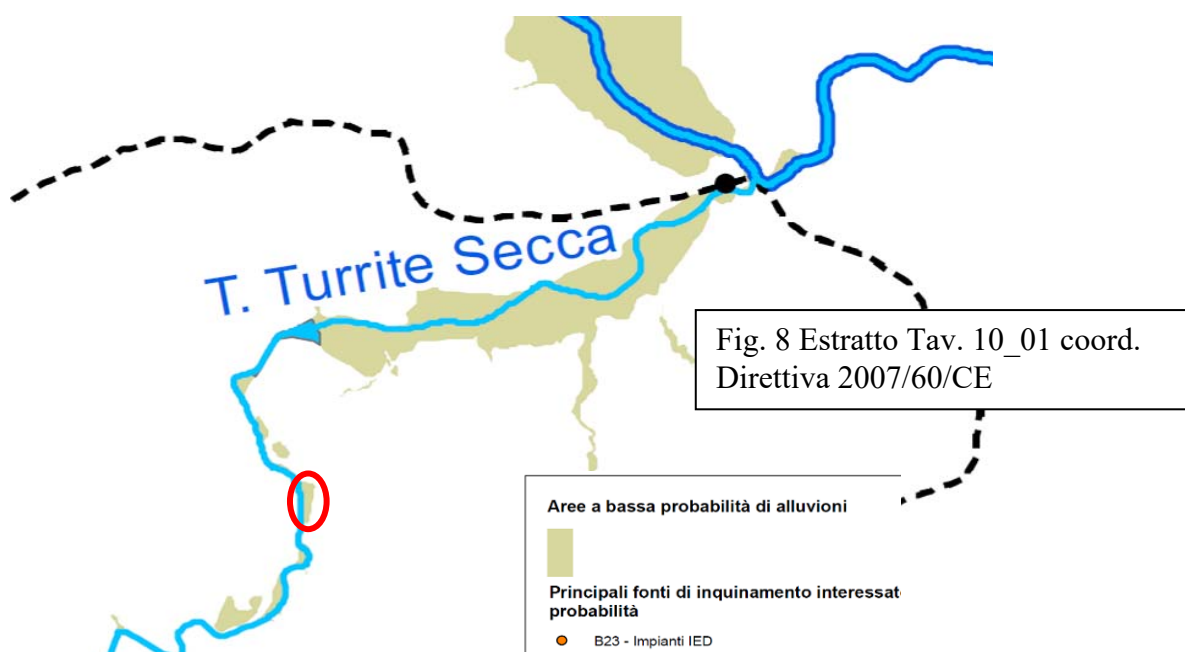 T. Turrite Secca
Fig. 8 Estratto Tav. 10_01 coord.
Direttiva 2007/60/CE
Aree a bassa probabilità di alluvioni
Principali fonti di inquinamento interessat
probabilità
B23 - Impianti IED